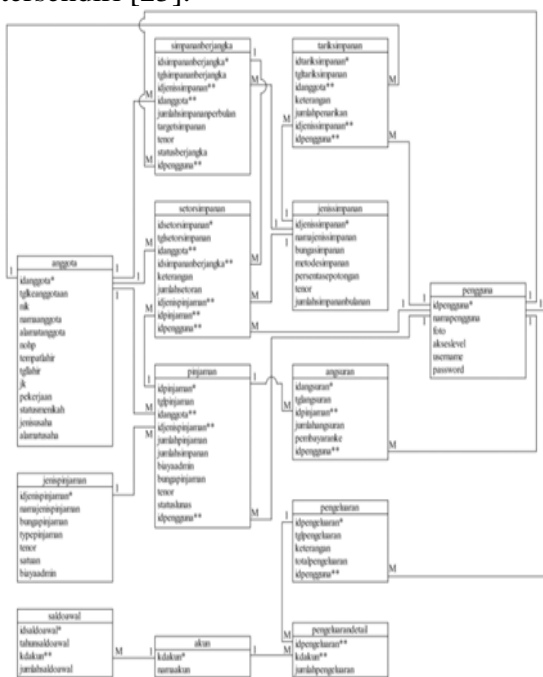 tersendiri [25].
simpananberjangka
idsimpananberjangka*
tglsimpananberjangka
idjenissimpanan**
idanggota**
jumlahsimpananperbulan
targetsimpanan
tenor
statusberjangka
idpengguna**
tariksimpanan
idtariksimpanan*
tgltariksimpanan
idanggota**
keterangan
jumlahpenarikan
idjenissimpanan**
idpengguna**
setorsimpanan
idsetorsimpanan*
tglsetorsimpanan
idanggota**
idsimpananberjangka**
keterangan
jumlahsetoran
idjenispinjaman**
idpinjaman**
idpengguna**
jenissimpanan
idjenissimpanan*
namajenissimpanan
bungasimpanan
metodesimpanan
persentasepotongan
tenor
jumlahsimpananbulanan
anggota
idanggota*
tglkeanggotaan
nik
namaanggota
alamatanggota
nohp
tempatlahir
tgllahir
jk
pekerjaan
statusmenikah
jenisusaha
alamatusaha
pengguna
idpengguna*
namapengguna
foto
akseslevel
username
password
pinjaman
idpinjaman*
tglpinjaman
idanggota**
idjenispinjaman**
jumlahpinjaman
jumlahsimpanan
biayaadmin
bungapinjaman
tenor
statuslunas
idpengguna**
angsuran
idangsuran*
tglangsuran
idpinjaman**
jumlahangsuran
pembayaranke
idpengguna**
jenispinjaman
idjenispinjaman*
namajenispinjaman
bungapinjaman
typepinjaman
tenor
satuan
biayaadmin
pengeluaran
idpengeluaran*
tglpengeluaran
keterangan
totalpengeluaran
idpengguna**
saldoawal
idsaldoawal*
tahunsaldoawal
kdakun**
jumlahsaldoawal
akun
kdakun*
namaakun
pengeluarandetail
idpengeluaran**
kdakun**
jumlahpengeluaran